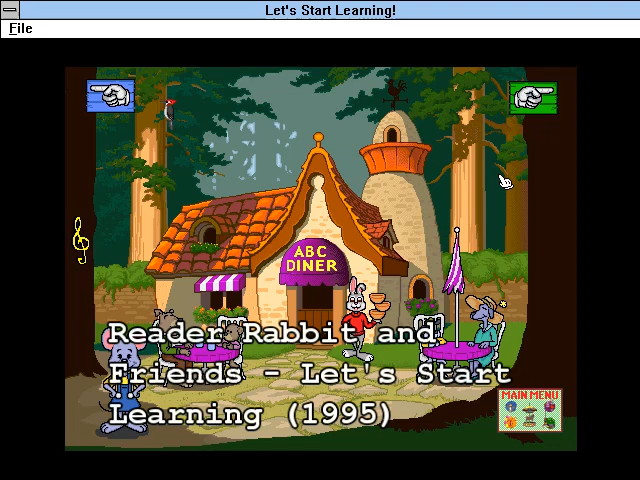 Let's Start Learning!
File
ABC
DINER
Reader Rabbit and
Friends - Let's Start
Learning (1995)
MAIN MENU